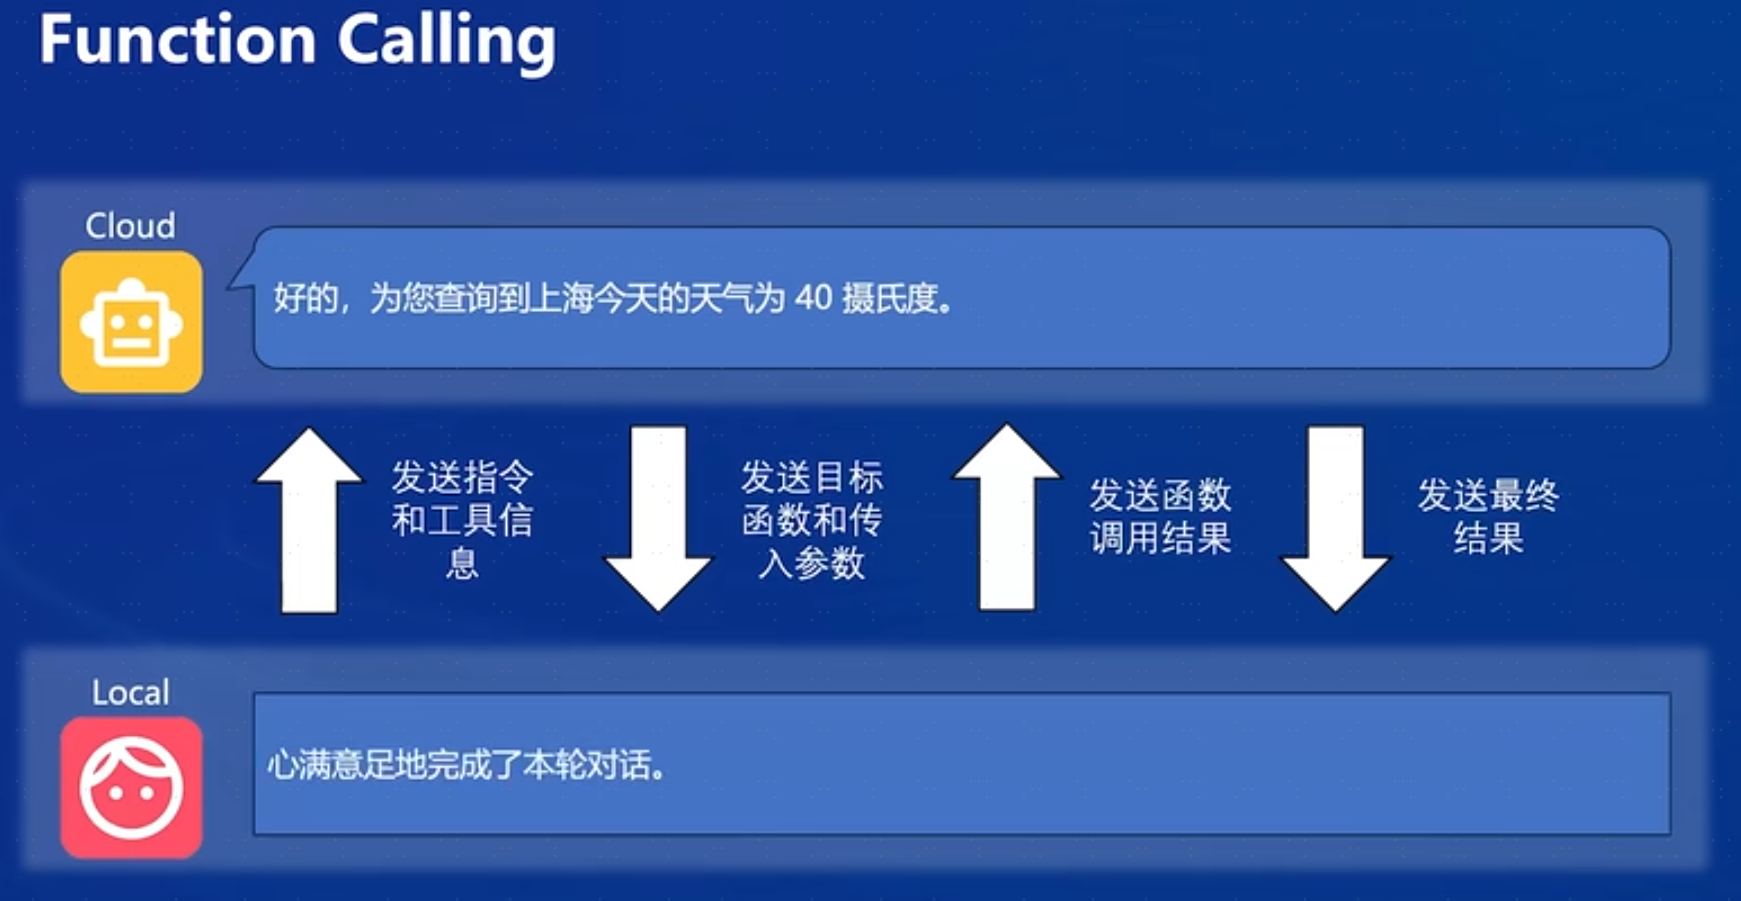 Function Calling
Cloud
好的，为您查询到上海今天的天气为 40 摄氏度。
发送指令
和工具信
息
发送目标
函数和传
入参数
发送函数
调用结果
发送最终
结果
Local
心满意足地完成了本轮对话。